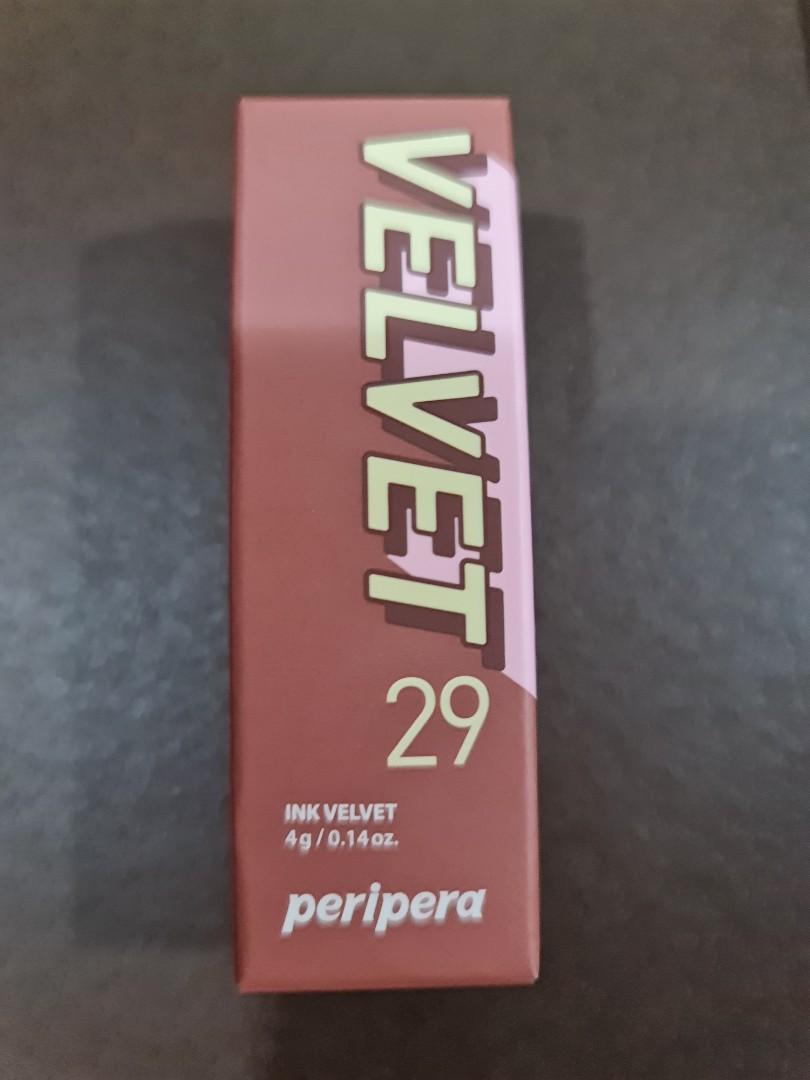 VELVET
29
INK VELVET
4g / 0.14oz.
peripera